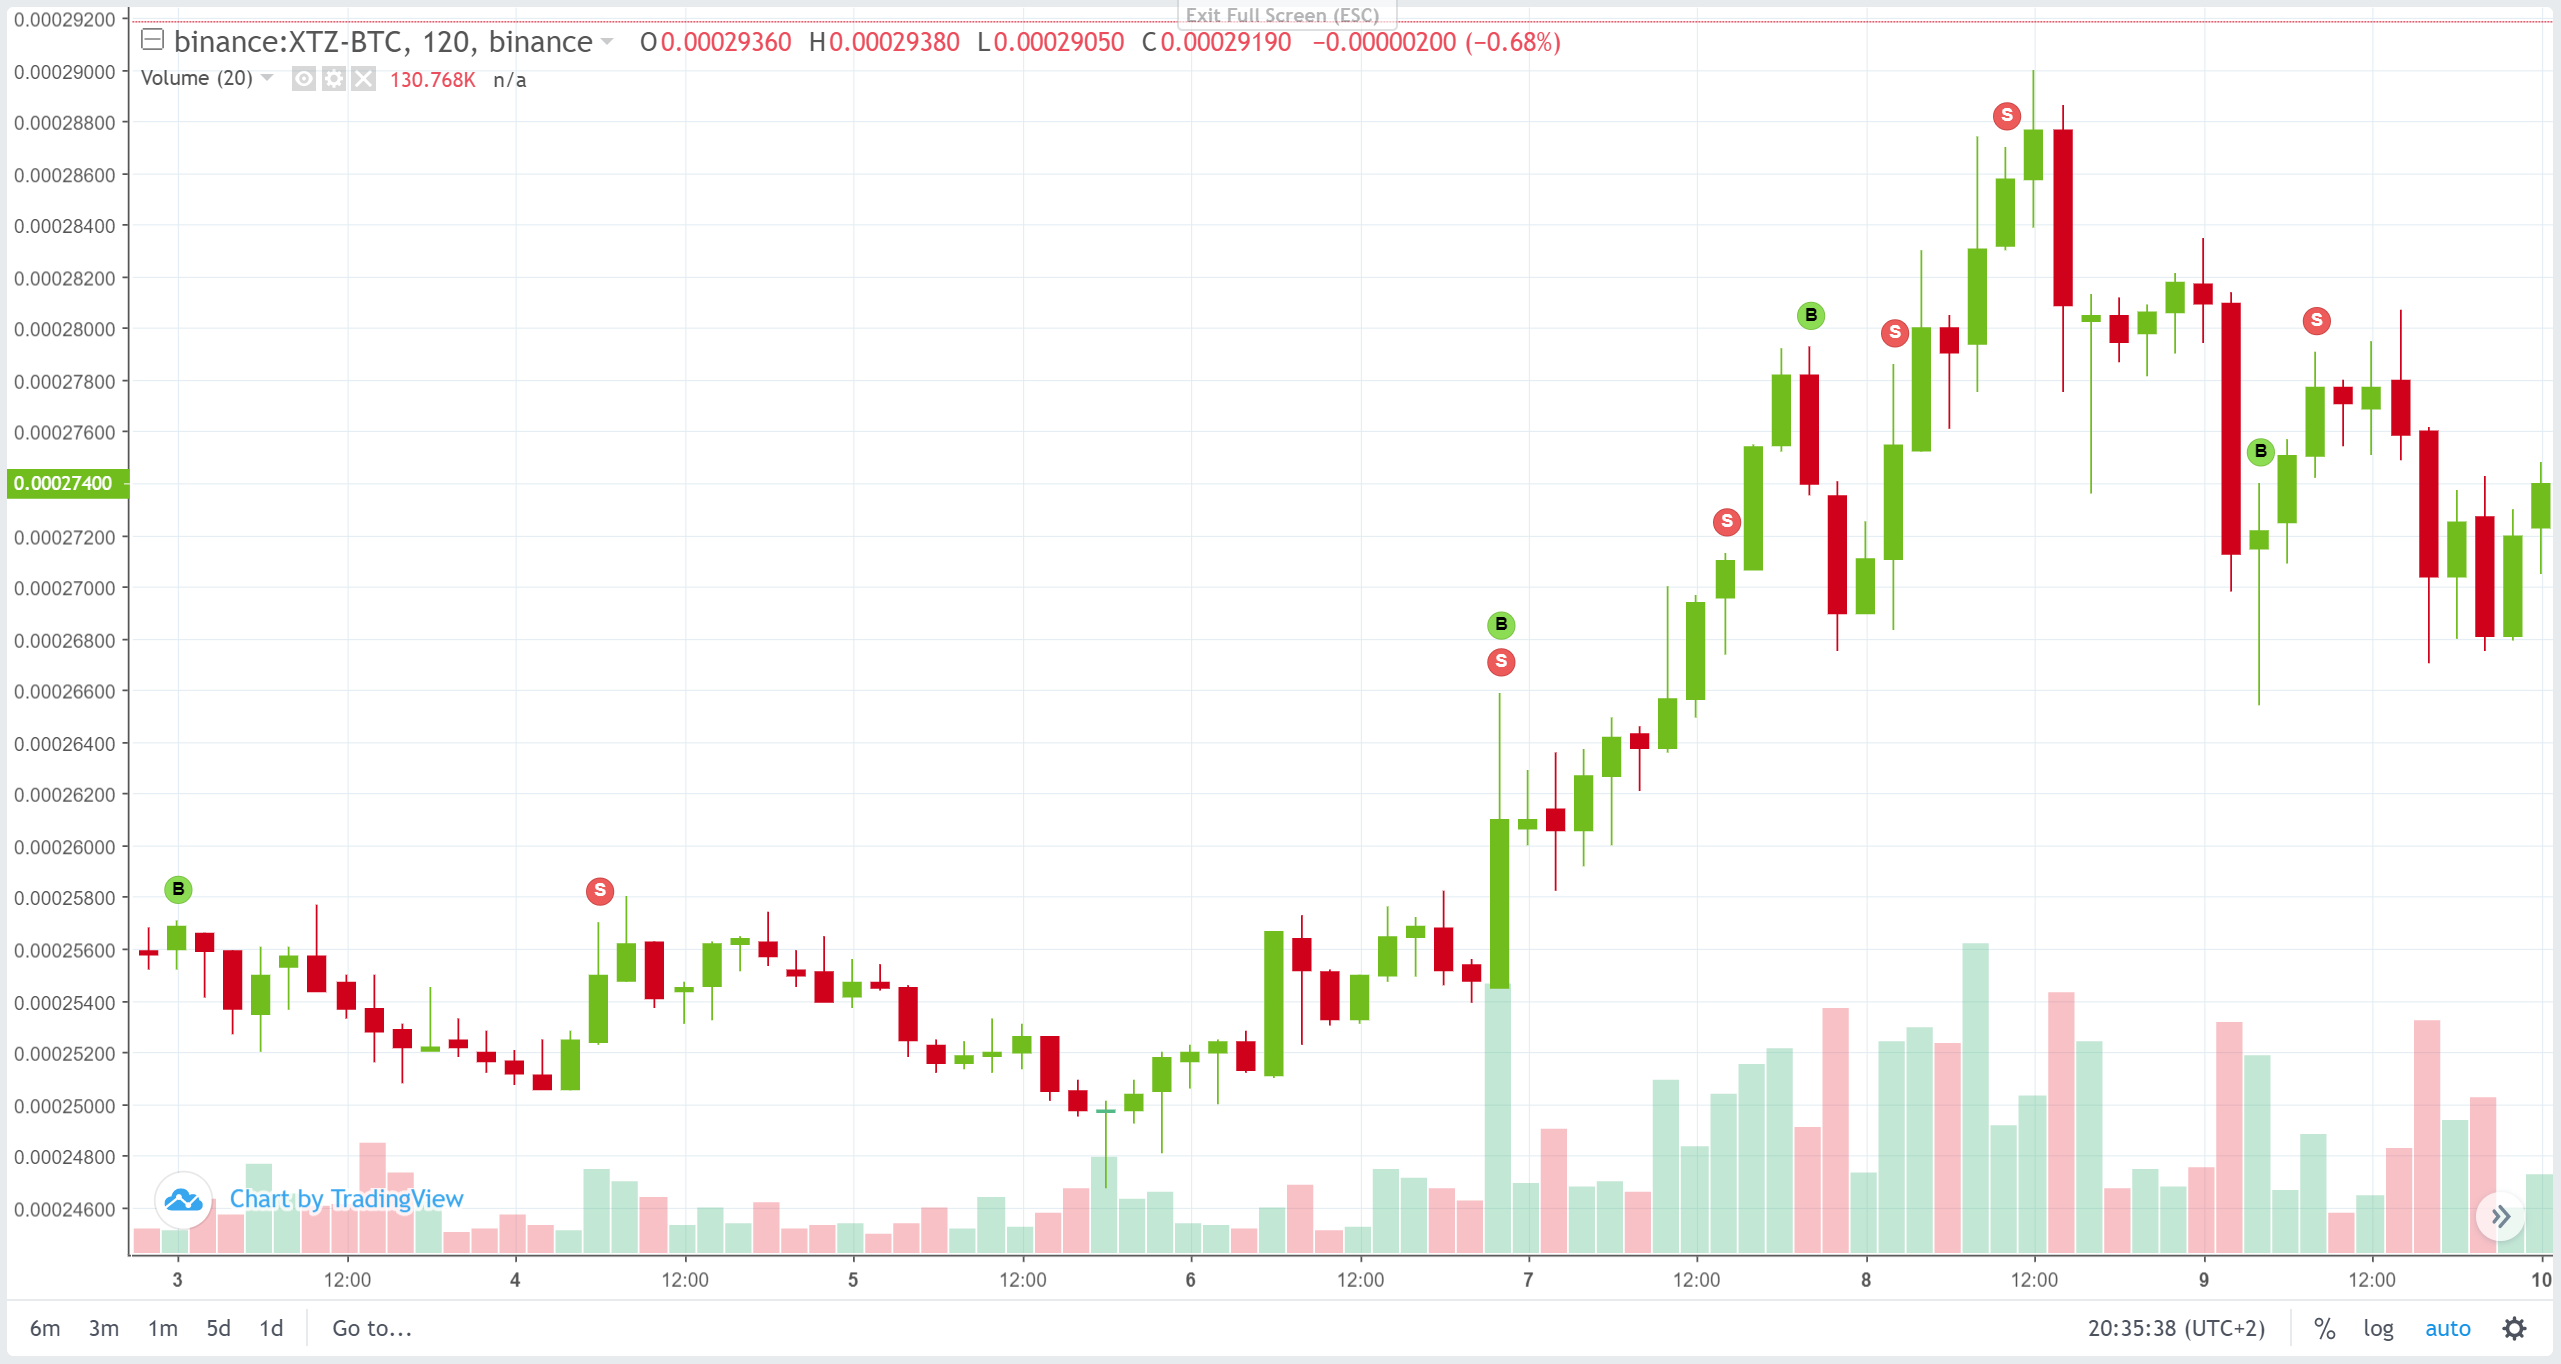 Exit Full Screen (ESC)
binance:XTZ-BTC, 120, binance O0.00029360 H0.00029380 L0.00029050 C0.00029190 −0.00000200 (−0.68%)
Volume (20) 130.768K n/a
0.00029200
0.00029000
0.00028800
0.00028600
0.00028400
0.00028200
0.00028000
0.00027800
0.00027600
0.00027400
0.00027200
0.00027000
0.00026800
0.00026600
0.00026400
0.00026200
0.00026000
0.00025800
0.00025600
0.00025400
0.00025200
0.00025000
0.00024800
0.00024600
S
B
S
S
B
S
B
S
B
S
Chart by TradingView
3 12:00 4 12:00 5 12:00 6 12:00 7 12:00 8 12:00 9 12:00 10
6m 3m 1m 5d 1d Go to... 20:35:38 (UTC+2) % log auto